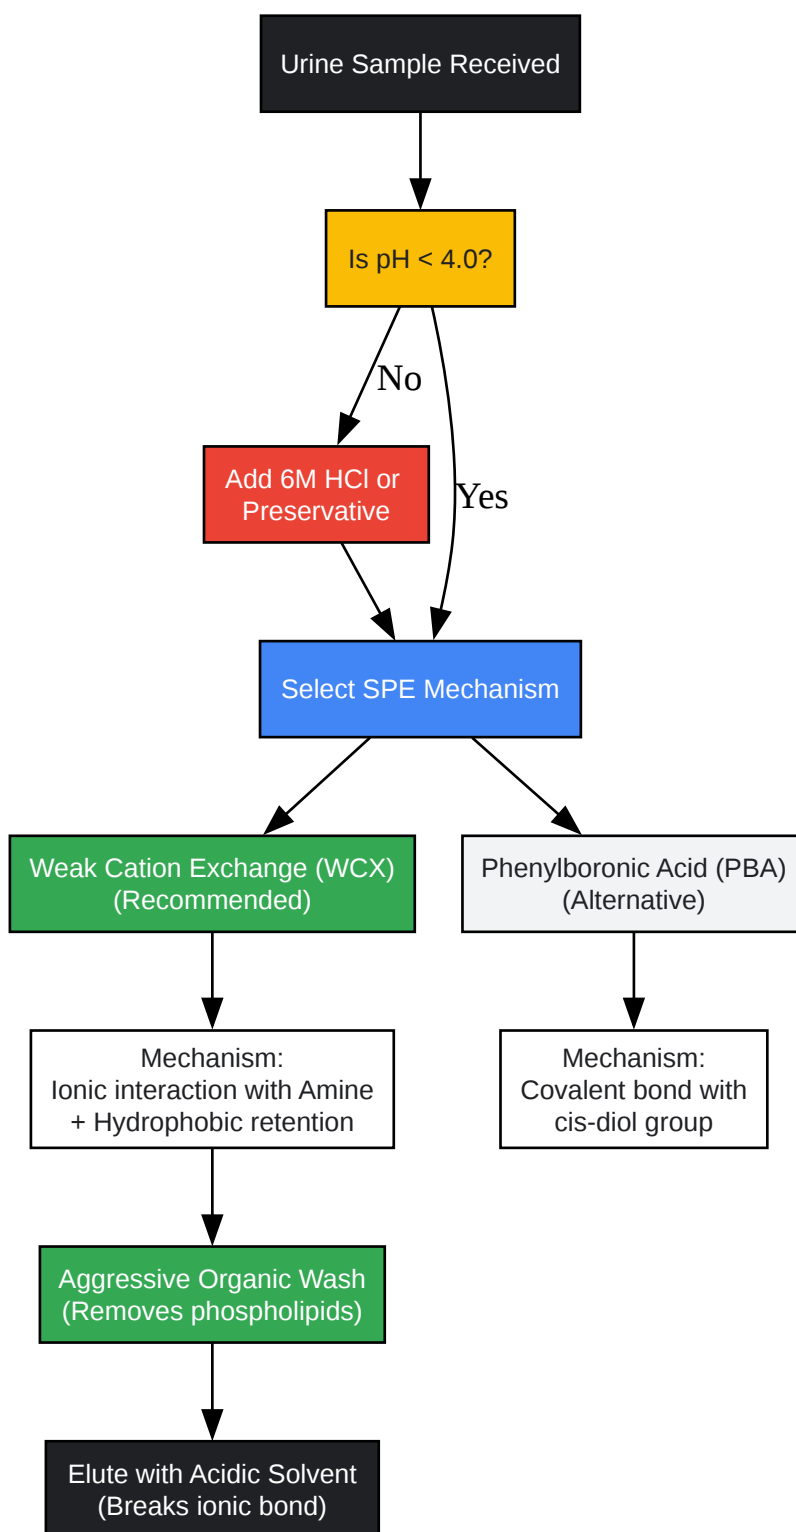 Urine Sample Received
Is pH < 4.0?
No
Add 6M HCl or
Preservative
Yes
Select SPE Mechanism
Weak Cation Exchange (WCX)
(Recommended)
Phenylboronic Acid (PBA)
(Alternative)
Mechanism:
Ionic interaction with Amine
+ Hydrophobic retention
Mechanism:
Covalent bond with
cis-diol group
Aggressive Organic Wash
(Removes phospholipids)
Elute with Acidic Solvent
(Breaks ionic bond)